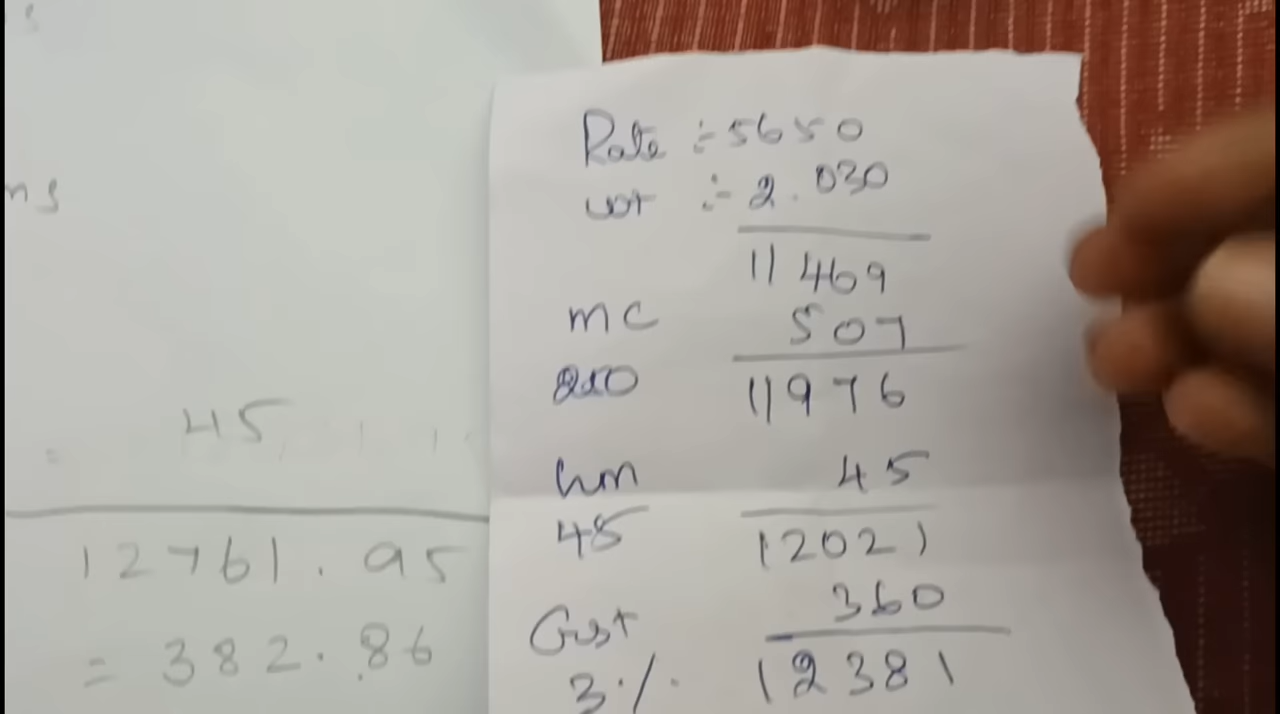 ns
45
12761.95
= 382.86
Rate :- 5650
wt :- 2.030
11469
mc 507
250 11976
hm 45
45 12021
Gst 360
3%. 12381